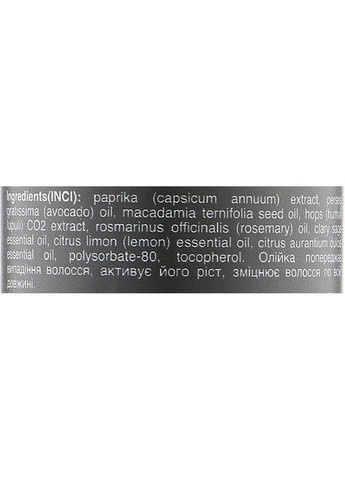 Ingredients(INCI): paprika (capsicum annuum) extract, persea
gratissima (avocado) oil, macadamia ternifolia seed oil, hops (humul
lupuli) CO2 extract, rosmarinus officinalis (rosemary) oil, clary sage
essential oil, citrus limon (lemon) essential oil, citrus aurantium dulcis
essential oil, polysorbate-80, tocopherol. Олійка попереджає
випадіння волосся, активує його ріст, зміцнює волосся по всій
довжині.